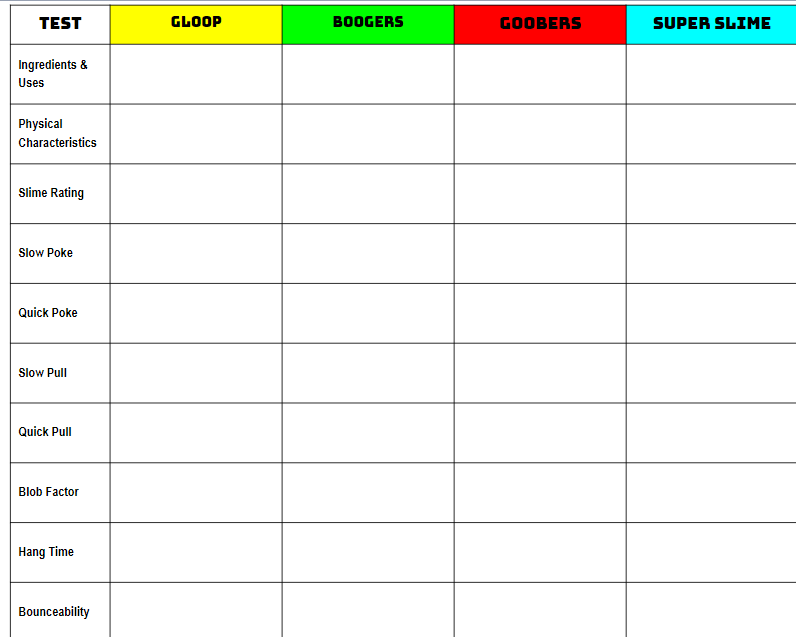 TEST GLOOP BOOGERS GOOBERS SUPER SLIME
Ingredients &
Uses
Physical
Characteristics
Slime Rating
Slow Poke
Quick Poke
Slow Pull
Quick Pull
Blob Factor
Hang Time
Bounceability